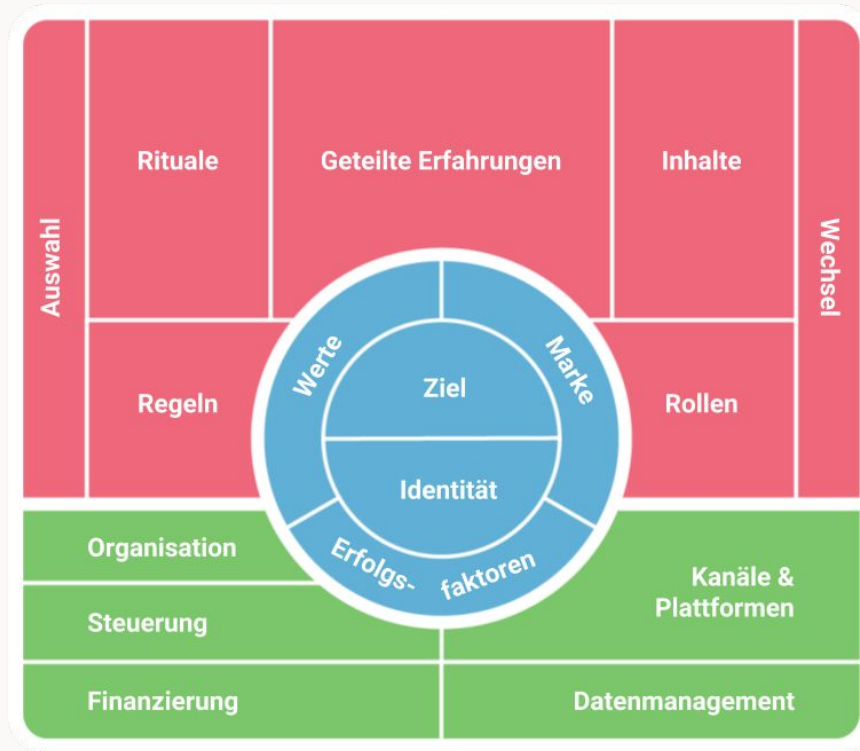 Auswahl
Rituale
Geteilte Erfahrungen
Inhalte
Wechsel
Regeln
Rollen
Werte
Marke
Ziel
Identität
Erfolgs-
faktoren
Organisation
Steuerung
Finanzierung
Kanäle &
Plattformen
Datenmanagement